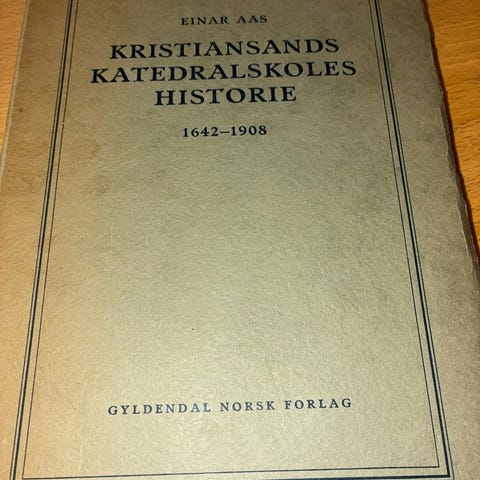 EINAR AAS
KRISTIANSANDS
KATEDRALSKOLES
HISTORIE
1642–1908
GYLDENDAL NORSK FORLAG